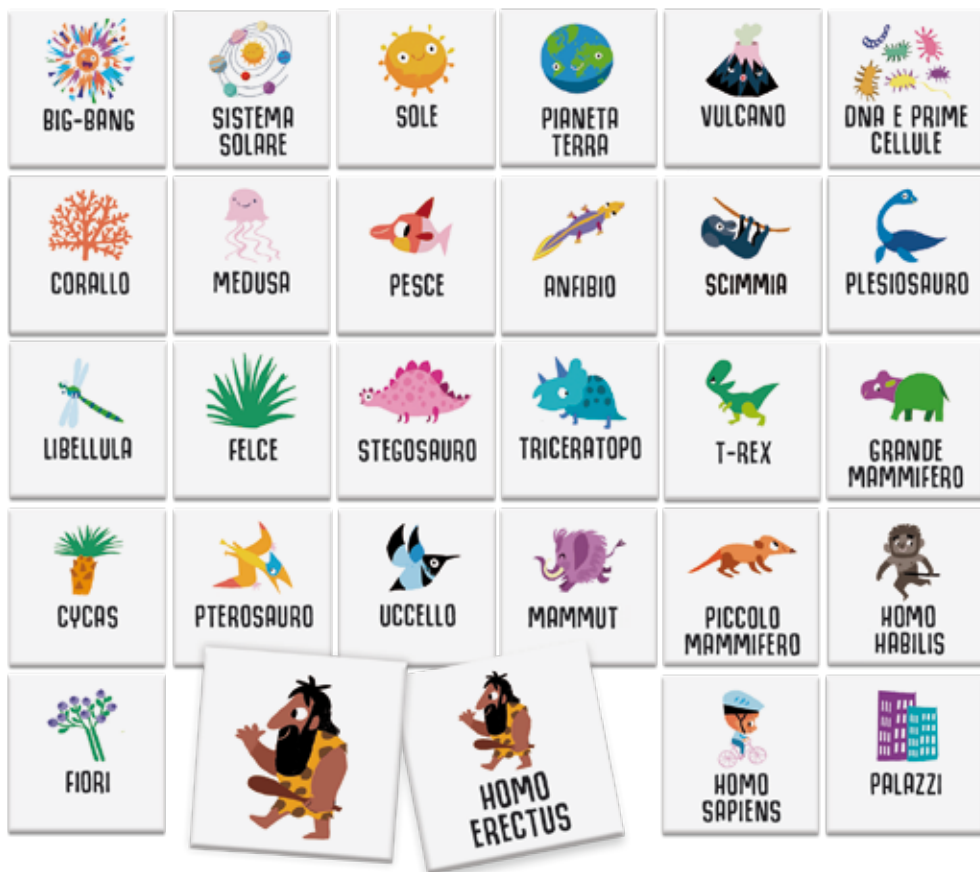 BIG-BANG
SISTEMA
SOLARE
SOLE
PIANETA
TERRA
VULCANO
DNA E PRIME
CELLULE
CORALLO
MEDUSA
PESCE
ANFIBIO
SCIMMIA
PLESIOSAURO
LIBELLULA
FELCE
STEGOSAURO
TRICERATOPO
T-REX
GRANDE
MAMMIFERO
CYCAS
PTEROSAURO
UCCELLO
MAMMUT
PICCOLO
MAMMIFERO
HOMO
HABILIS
FIORI
HOMO
ERECTUS
HOMO
SAPIENS
PALAZZI